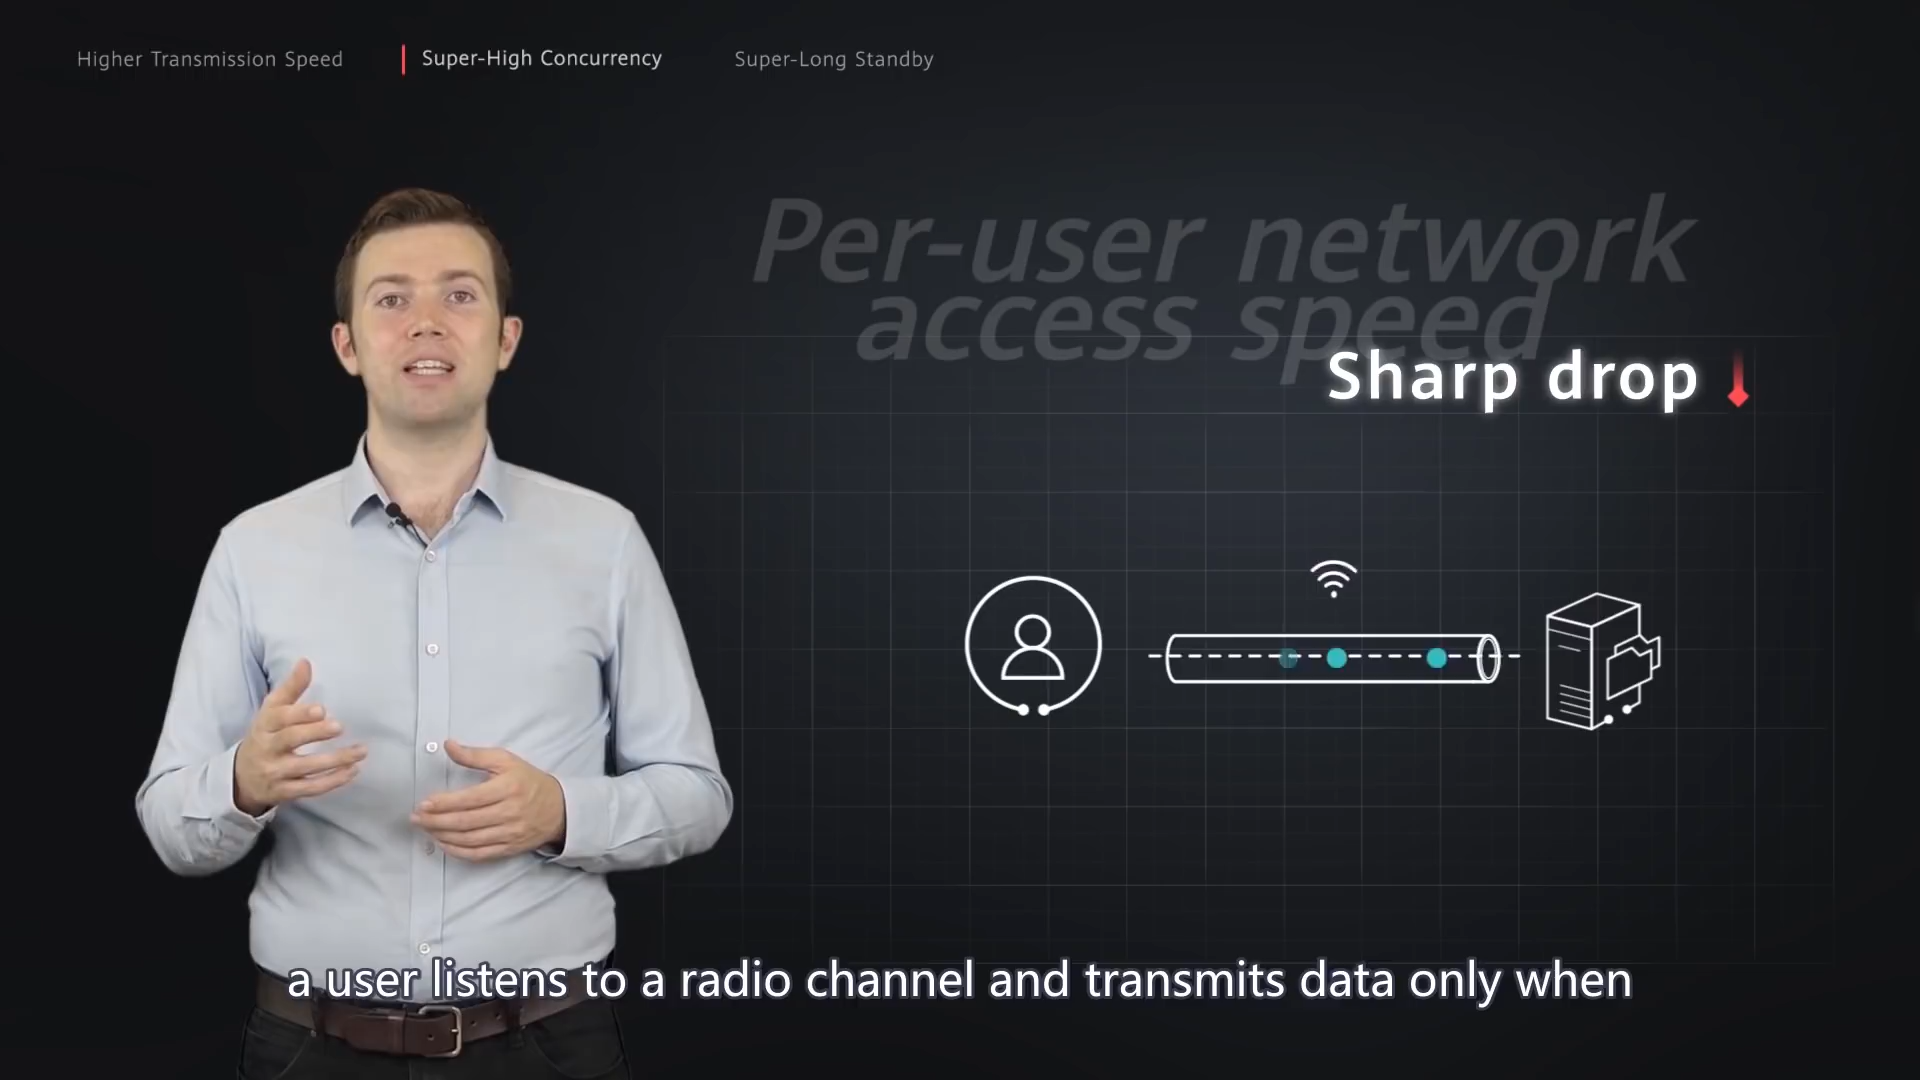 Higher Transmission Speed
Super-High Concurrency
Super-Long Standby
Per-user network
access speed
Sharp drop
a user listens to a radio channel and transmits data only when